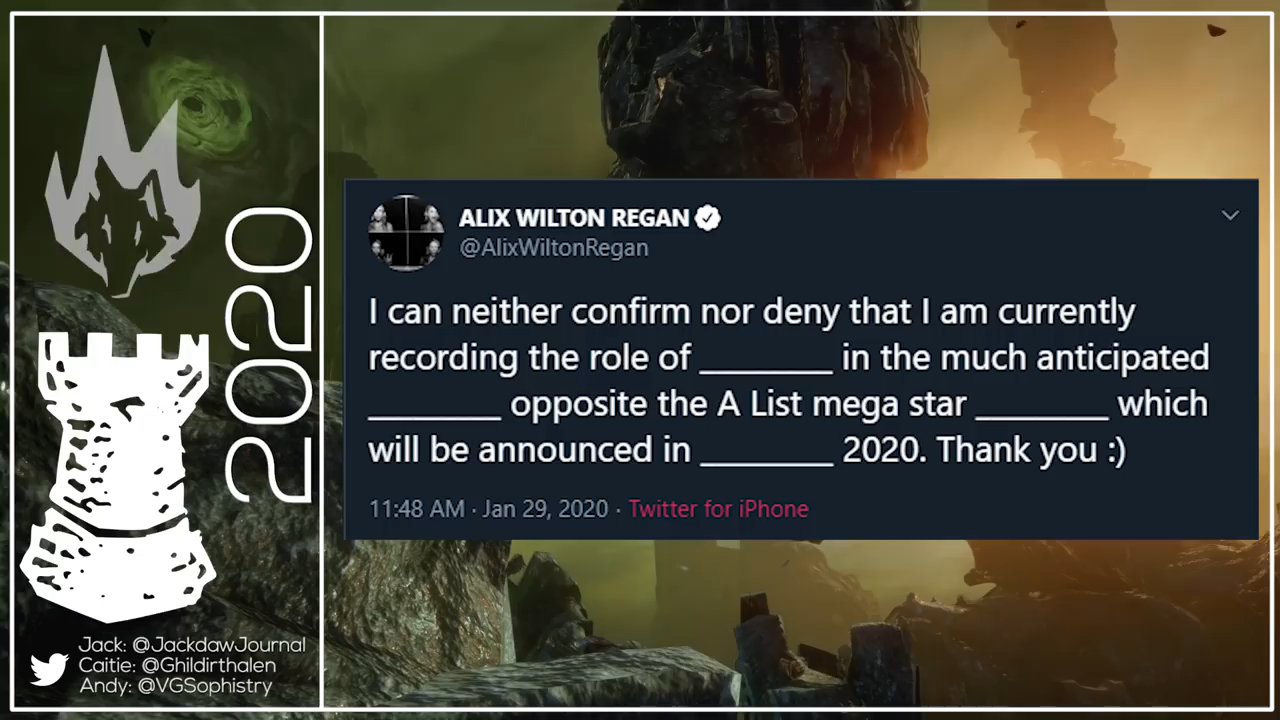 2020
Jack: @JackdawJournal
Caitie: @Ghildirthalen
Andy: @VGSophistry
ALIX WILTON REGAN
@AlixWiltonRegan
I can neither confirm nor deny that I am currently
recording the role of ________ in the much anticipated
________ opposite the A List mega star ________ which
will be announced in ________ 2020. Thank you :)
11:48 AM · Jan 29, 2020 · Twitter for iPhone